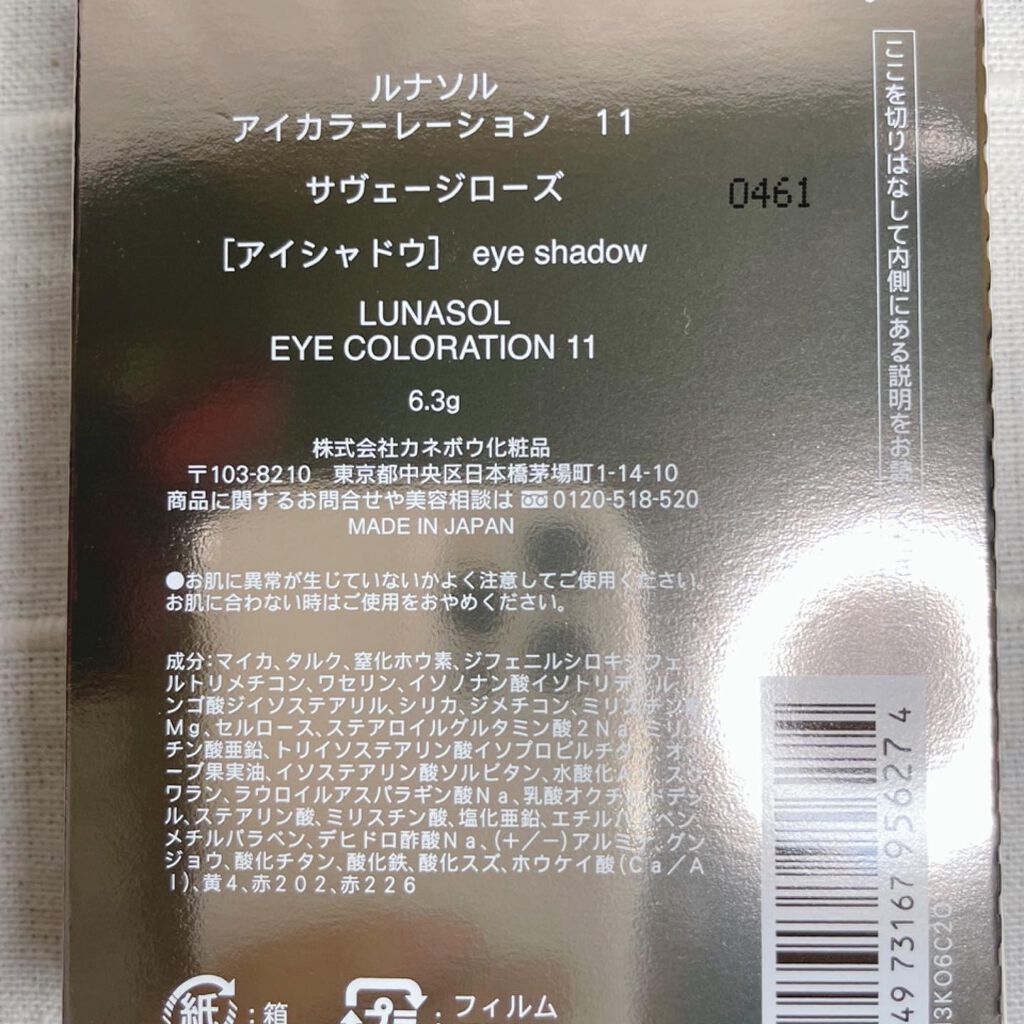 ルナソル
アイカラーレーション 11
サヴェージローズ
0461
［アイシャドウ］ eye shadow
LUNASOL
EYE COLORATION 11
6.3g
株式会社カネボウ化粧品
〒103-8210 東京都中央区日本橋茅場町1-14-10
商品に関するお問合せや美容相談は 0120-518-520
MADE IN JAPAN
●お肌に異常が生じていないかよく注意してご使用ください。
お肌に合わない時はご使用をおやめください。
成分:マイカ、タルク、窒化ホウ素、ジフェニルシロキシフェニ
ルトリメチコン、ワセリン、イソノナン酸イソトリデシル、リ
ンゴ酸ジイソステアリル、シリカ、ジメチコン、ミリスチン酸
Mg、セルロース、ステアロイルグルタミン酸2Na、ミリス
チン酸亜鉛、トリイソステアリン酸イソプロピルチタン、オリ
ーブ果実油、イソステアリン酸ソルビタン、水酸化Al、スク
ワラン、ラウロイルアスパラギン酸Na、乳酸オクチルドデシ
ル、ステアリン酸、ミリスチン酸、塩化亜鉛、エチルパラベン、
メチルパラベン、デヒドロ酢酸Na、(＋／−)アルミナ、グン
ジョウ、酸化チタン、酸化鉄、酸化スズ、ホウケイ酸(Ca／A
l)、黄4、赤202、赤226
紙:箱
プラ:フィルム
ここを切りはなして内側にある説明をお
49 73167 95627 4
3KO6C2